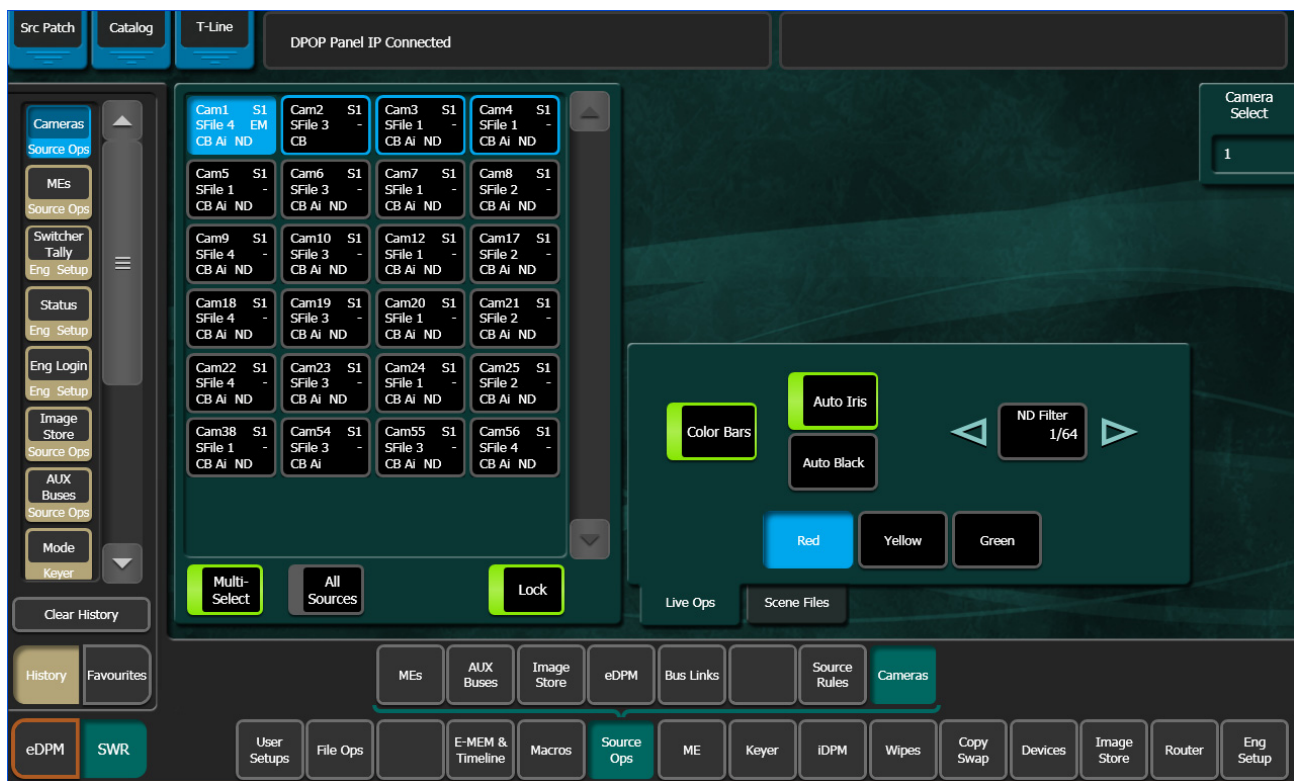 Src Patch
Catalog
T-Line
DPOP Panel IP Connected
Cameras
Source Ops
MEs
Source Ops
Switcher
Tally
Eng Setup
Status
Eng Setup
Eng Login
Eng Setup
Image
Store
Source Ops
AUX
Buses
Source Ops
Mode
Keyer
Clear History
History
Favourites
Cam1 S1
SFile 4 EM
CB Ai ND
Cam2 S1
SFile 3 -
CB
Cam3 S1
SFile 1 -
CB Ai ND
Cam4 S1
SFile 1 -
CB Ai ND
Cam5 S1
SFile 1 -
CB Ai ND
Cam6 S1
SFile 3 -
CB Ai ND
Cam7 S1
SFile 1 -
CB Ai ND
Cam8 S1
SFile 2 -
CB Ai ND
Cam9 S1
SFile 4 -
CB Ai ND
Cam10 S1
SFile 3 -
CB Ai ND
Cam12 S1
SFile 1 -
CB Ai ND
Cam17 S1
SFile 2 -
CB Ai ND
Cam18 S1
SFile 4 -
CB Ai ND
Cam19 S1
SFile 3 -
CB Ai ND
Cam20 S1
SFile 1 -
CB Ai ND
Cam21 S1
SFile 2 -
CB Ai ND
Cam22 S1
SFile 4 -
CB Ai ND
Cam23 S1
SFile 3 -
CB Ai ND
Cam24 S1
SFile 1 -
CB Ai ND
Cam25 S1
SFile 2 -
CB Ai ND
Cam38 S1
SFile 1 -
CB Ai ND
Cam54 S1
SFile 3 -
CB Ai
Cam55 S1
SFile 3 -
CB Ai ND
Cam56 S1
SFile 4 -
CB Ai ND
Multi-
Select
All
Sources
Lock
Camera
Select
1
Color Bars
Auto Iris
Auto Black
ND Filter
1/64
Red
Yellow
Green
Live Ops
Scene Files
MEs
AUX
Buses
Image
Store
eDPM
Bus Links
Source
Rules
Cameras
eDPM
SWR
User
Setups
File Ops
E-MEM &
Timeline
Macros
Source
Ops
ME
Keyer
iDPM
Wipes
Copy
Swap
Devices
Image
Store
Router
Eng
Setup